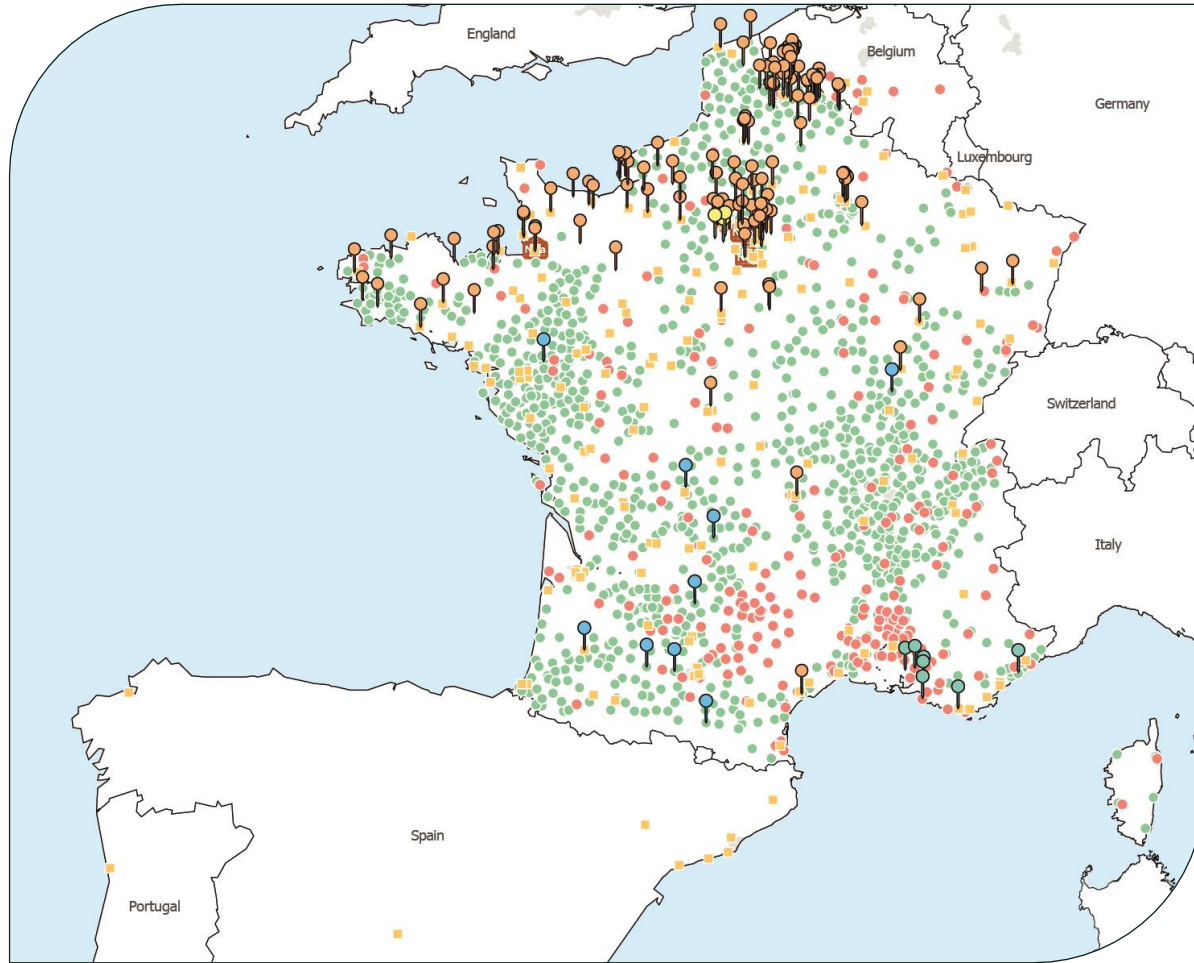 England
Belgium
Germany
Luxembourg
Switzerland
Italy
Spain
Portugal